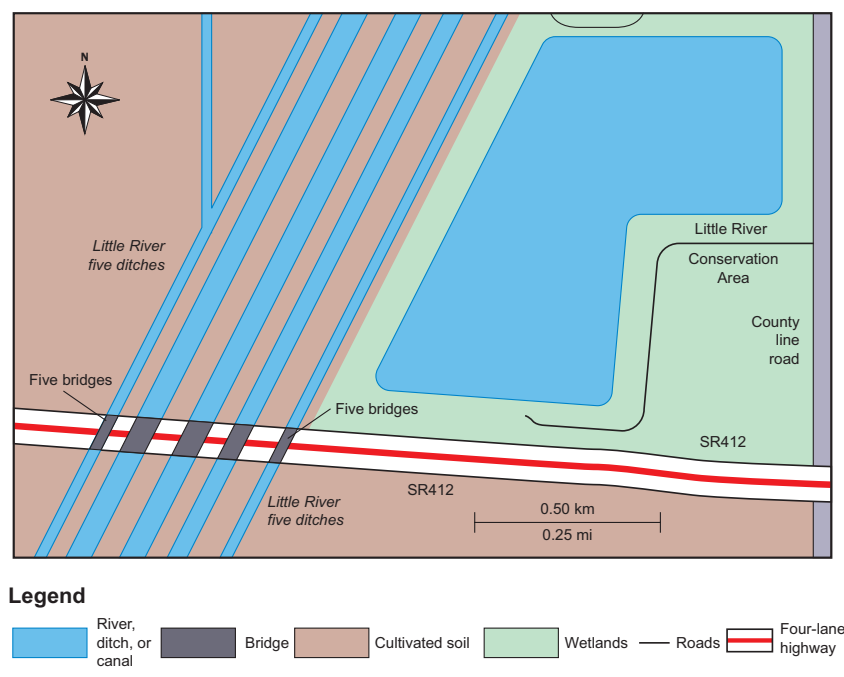 N
Little River
five ditches
Little River
Conservation
Area
County
line
road
Five bridges
Five bridges
SR412
SR412
Little River
five ditches
0.50 km
0.25 mi
Legend
River,
ditch, or
canal
Bridge
Cultivated soil
Wetlands
Roads
Four-lane
highway